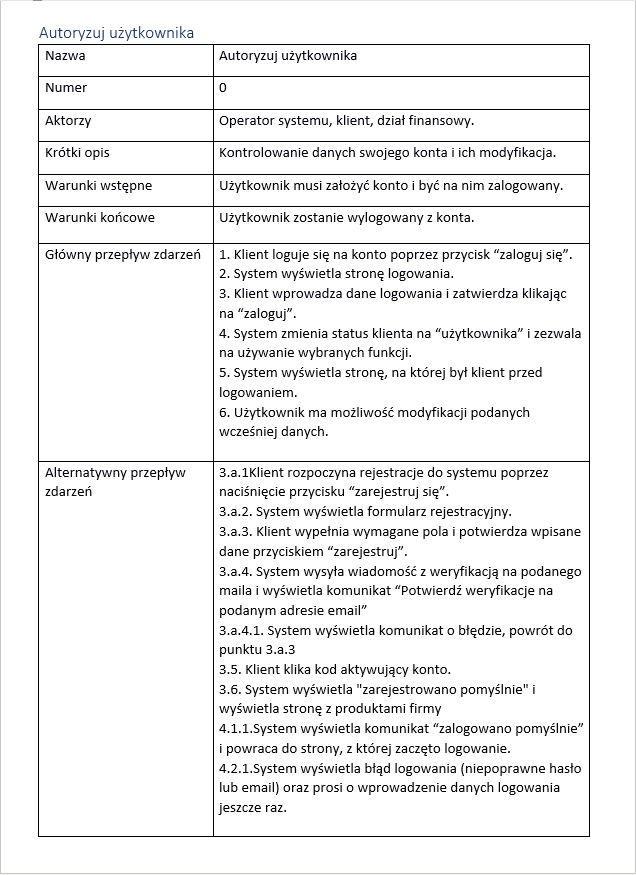 Autoryzuj użytkownika
Nazwa
Autoryzuj użytkownika
Numer
0
Aktorzy
Operator systemu, klient, dział finansowy.
Krótki opis
Kontrolowanie danych swojego konta i ich modyfikacja.
Warunki wstępne
Użytkownik musi założyć konto i być na nim zalogowany.
Warunki końcowe
Użytkownik zostanie wylogowany z konta.
Główny przepływ zdarzeń
1. Klient loguje się na konto poprzez przycisk “zaloguj się”.
2. System wyświetla stronę logowania.
3. Klient wprowadza dane logowania i zatwierdza klikając
na “zaloguj”.
4. System zmienia status klienta na “użytkownika” i zezwala
na używanie wybranych funkcji.
5. System wyświetla stronę, na której był klient przed
logowaniem.
6. Użytkownik ma możliwość modyfikacji podanych
wcześniej danych.
Alternatywny przepływ
zdarzeń
3.a.1Klient rozpoczyna rejestracje do systemu poprzez
naciśnięcie przycisku “zarejestruj się”.
3.a.2. System wyświetla formularz rejestracyjny.
3.a.3. Klient wypełnia wymagane pola i potwierdza wpisane
dane przyciskiem “zarejestruj”.
3.a.4. System wysyła wiadomość z weryfikacją na podanego
maila i wyświetla komunikat “Potwierdź weryfikacje na
podanym adresie email”
3.a.4.1. System wyświetla komunikat o błędzie, powrót do
punktu 3.a.3
3.5. Klient klika kod aktywujący konto.
3.6. System wyświetla "zarejestrowano pomyślnie" i
wyświetla stronę z produktami firmy
4.1.1.System wyświetla komunikat “zalogowano pomyślnie”
i powraca do strony, z której zaczęto logowanie.
4.2.1.System wyświetla błąd logowania (niepoprawne hasło
lub email) oraz prosi o wprowadzenie danych logowania
jeszcze raz.